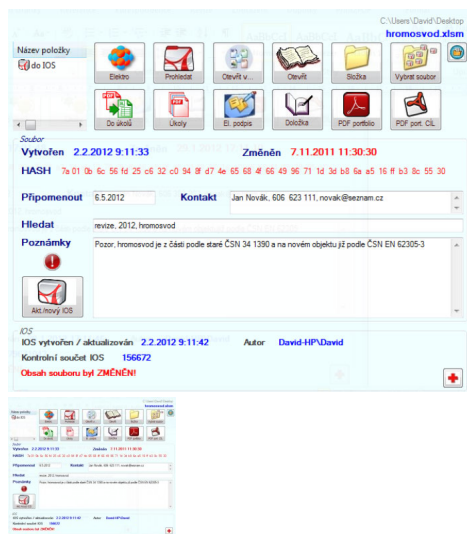 C:\Users\David\Desktop
hromosvod.xlsm
Název položky
do IOS
Elektro
Prohledat
Otevřít v...
Otevřít
Složka
Vybrat soubor
Do úkolů
Úkoly
El. podpis
Doložka
PDF portfolio
PDF port. CÍL
Soubor
Vytvořen 2.2.2012 9:11:33 Změněn 7.11.2011 11:30:30
HASH 7a 01 0b 6c 56 fd 25 c6 32 c0 94 8f d7 4e 65 68 4f 66 49 96 71 1d 3d b8 6a a5 16 ff b3 8c 55 30
Připomenout 6.5.2012 Kontakt Jan Novák, 606 623 111, novak@seznam.cz
Hledat revize, 2012, hromosvod
Poznámky Pozor, hromosvod je z části podle staré ČSN 34 1390 a na novém objektu již podle ČSN EN 62305-3
Akt./nový IOS
IOS
IOS vytvořen / aktualizován 2.2.2012 9:11:42 Autor David-HP\David
Kontrolní součet IOS 156672
Obsah souboru byl ZMĚNĚN!